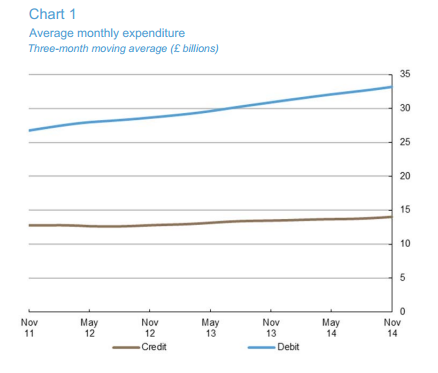 Chart 1
Average monthly expenditure
Three-month moving average (£ billions)
35
30
25
20
15
10
5
0
Nov May Nov May Nov May Nov
11 12 12 13 13 14 14
Credit Debit